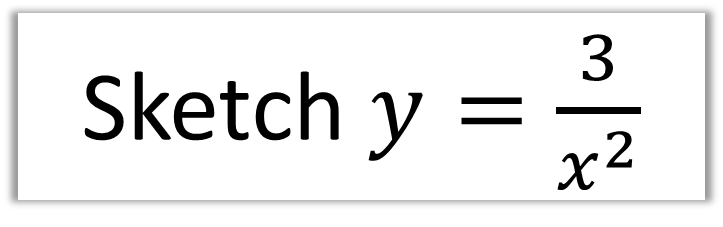 Sketch y = 3/x²